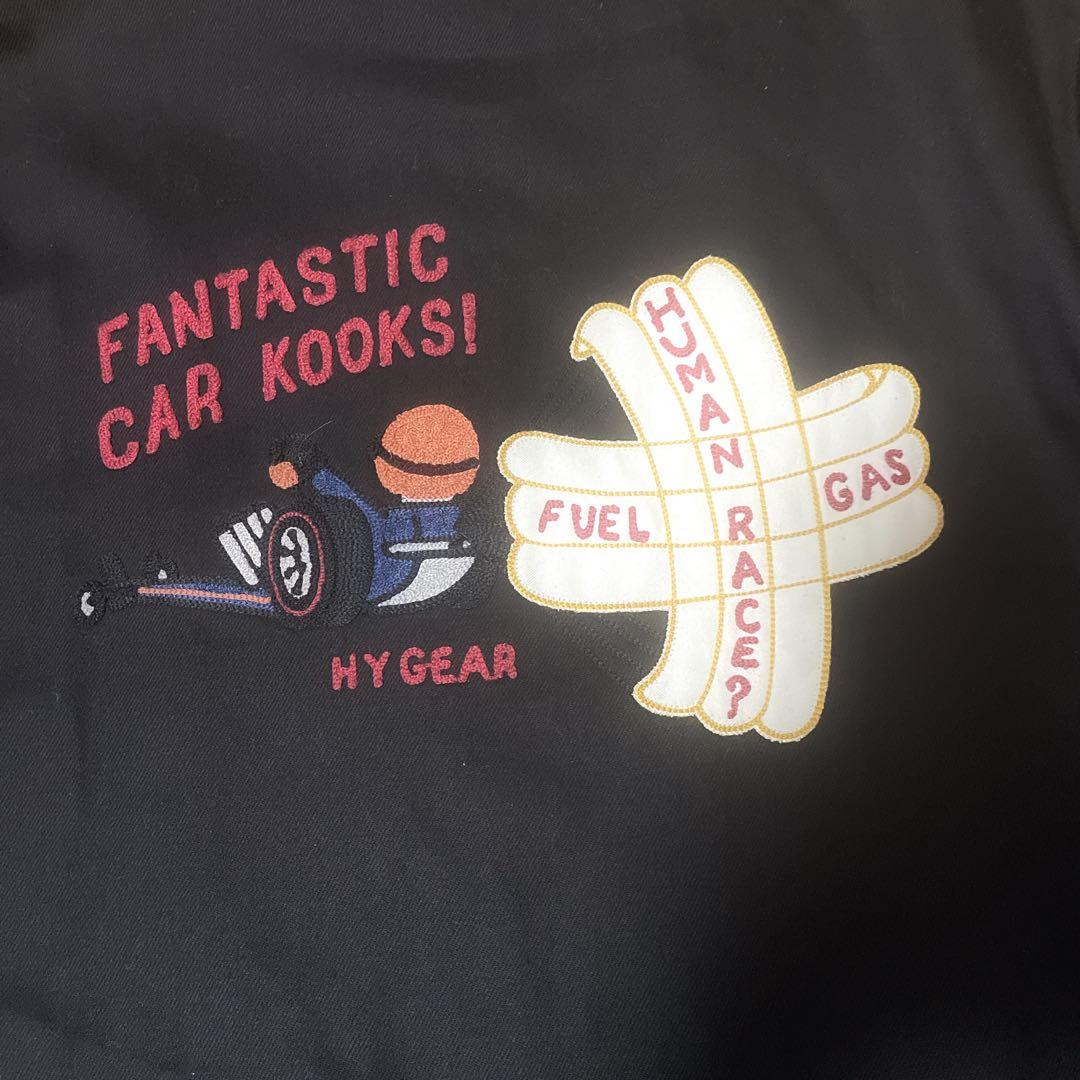 FANTASTIC
CAR KOOKS!
HY GEAR
HUMAN RACE?
FUEL
GAS